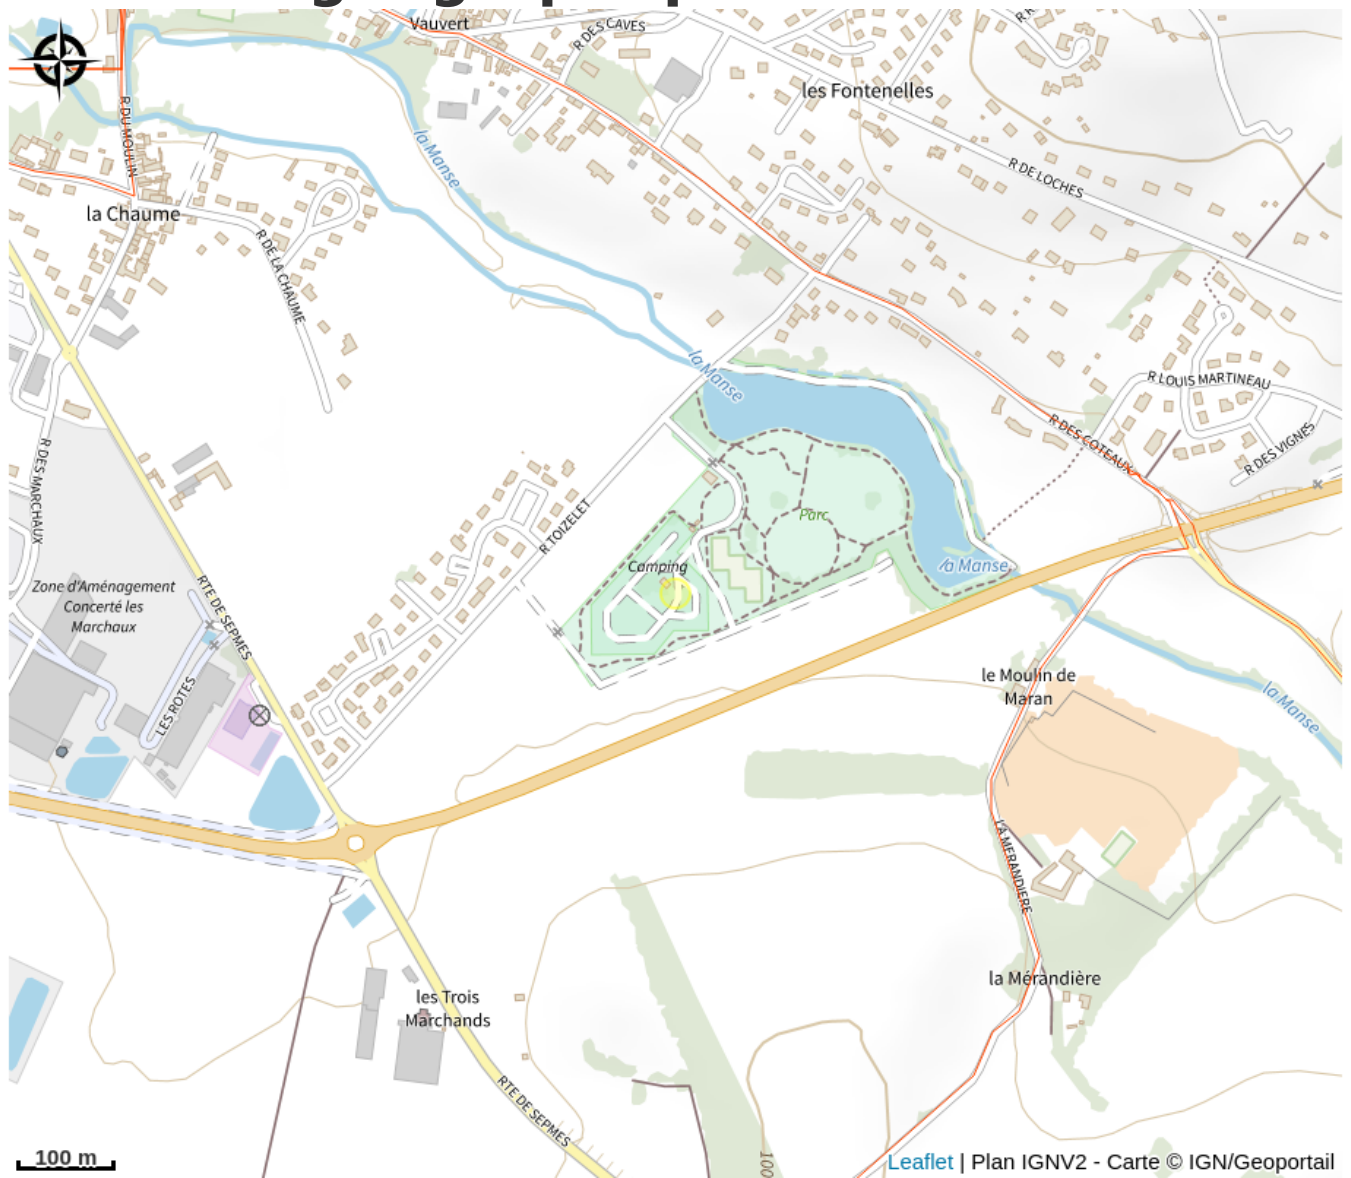 Vauvert
R DES CAVES
les Fontenelles
R DU MOULIN
la Manse
R DE LOCHES
la Chaume
R DE LA CHAUME
la Manse
R LOUIS MARTINEAU
R DES COTEAUX
R DES VIGNES
R DES MARCHAUX
R TOIZELET
Parc
Camping
la Manse
Zone d'Aménagement
Concerté les
Marchaux
RTE DE SEPMES
le Moulin de
Maran
la Manse
LES ROTES
l'À MERANDIERE
la Mérandière
les Trois
Marchands
RTE DE SEPMES
100
100 m
Leaflet | Plan IGNV2 - Carte © IGN/Geoportail